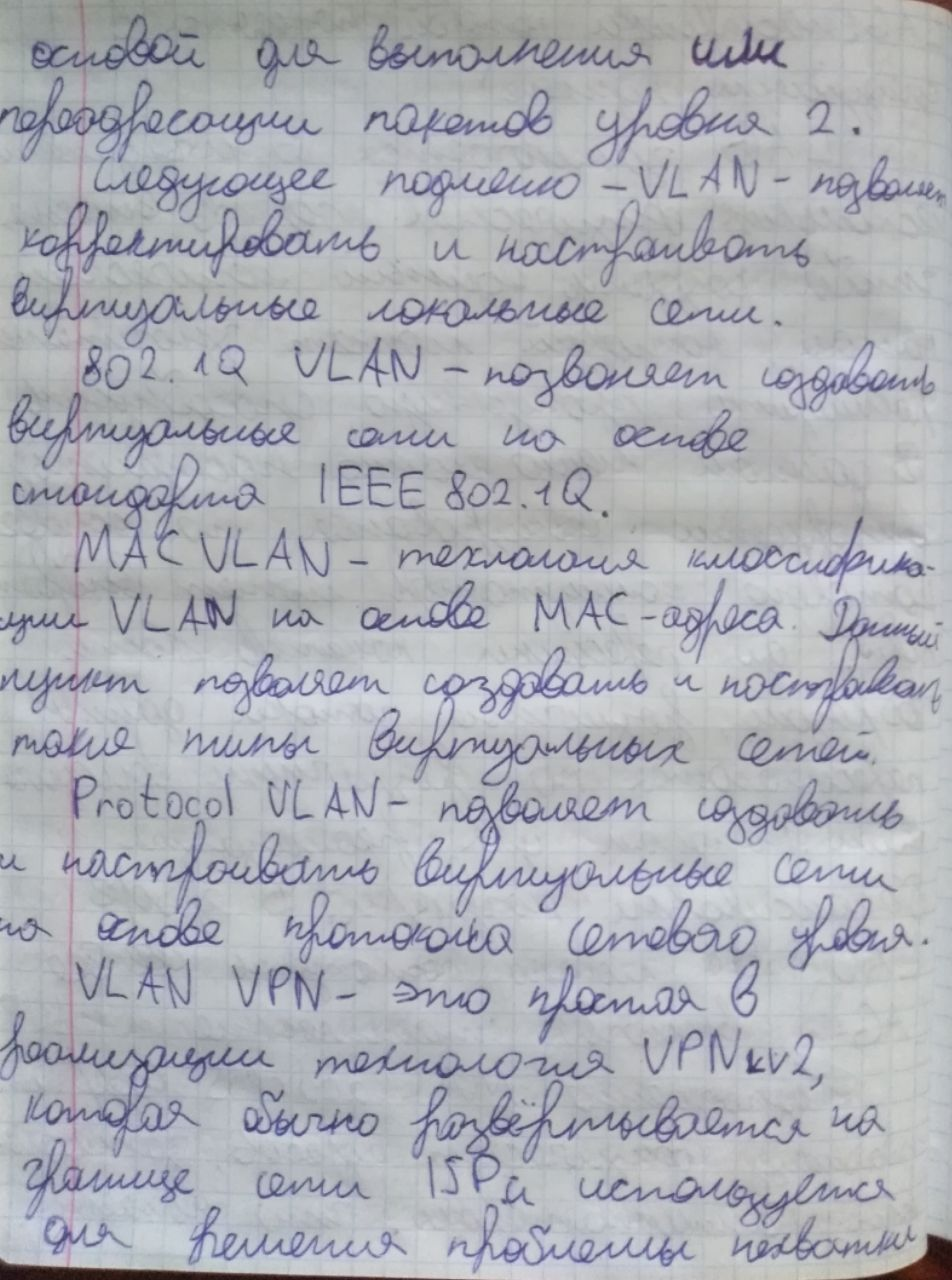 основой для выполнения или
переадресации пакетов уровня 2.
Следующее подменю - VLAN - позволяет
корректировать и настраивать
виртуальные локальные сети.
802.1Q VLAN - позволяет создавать
виртуальные сети на основе
стандарта IEEE 802.1Q.
MAC VLAN - технология классифика-
ции VLAN на основе MAC-адреса. Данный
пункт позволяет создавать и настраивать
такие типы виртуальных сетей.
Protocol VLAN - позволяет создавать
и настраивать виртуальные сети
на основе протокола сетевого уровня.
VLAN VPN - это простая в
реализации технология VPN
которая обычно развёртывается на
границе сети ISP и используется
для решения проблемы нехватки